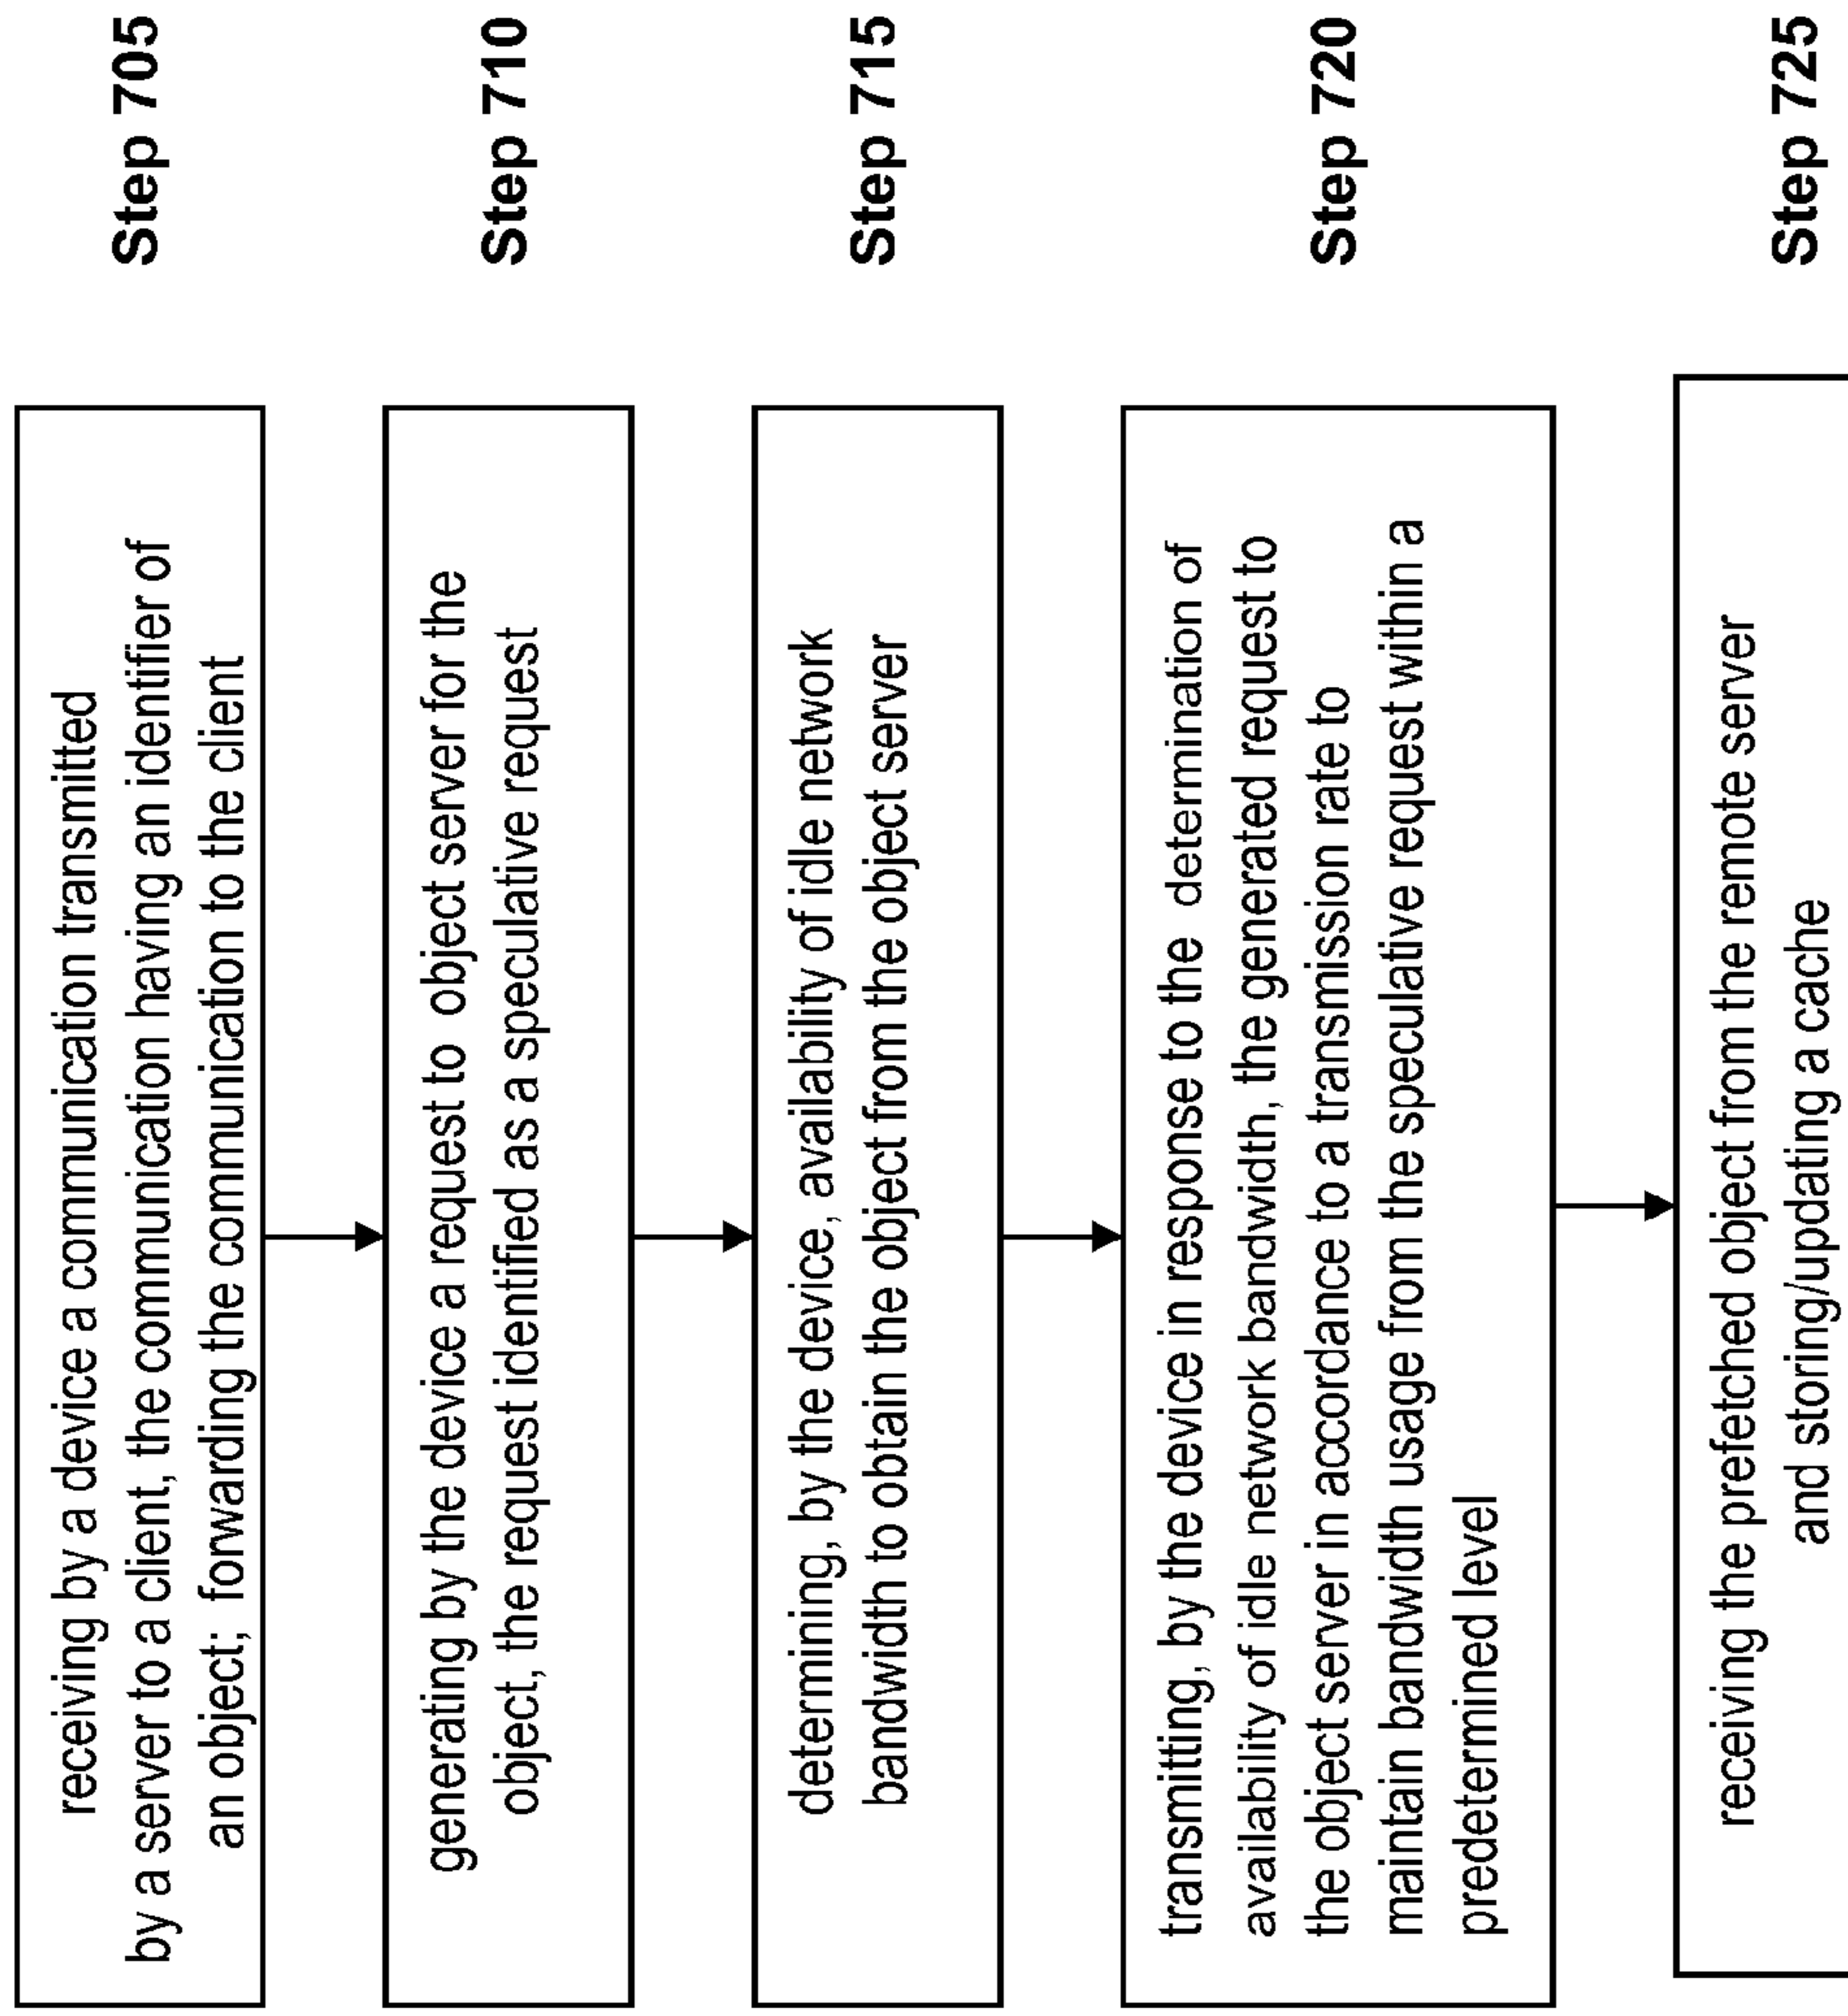 receiving by a device a communication transmitted
by a server to a client, the communication having an identifier of
an object; forwarding the communication to the client
Step 705
generating by the device a request to object server for the
object, the request identified as a speculative request
Step 710
determining, by the device, availability of idle network
bandwidth to obtain the object from the object server
Step 715
transmitting, by the device in response to the determination of
availability of idle network bandwidth, the generated request to
the object server in accordance to a transmission rate to
maintain bandwidth usage from the speculative request within a
predetermined level
Step 720
receiving the prefetched object from the remote server
and storing/updating a cache
Step 725